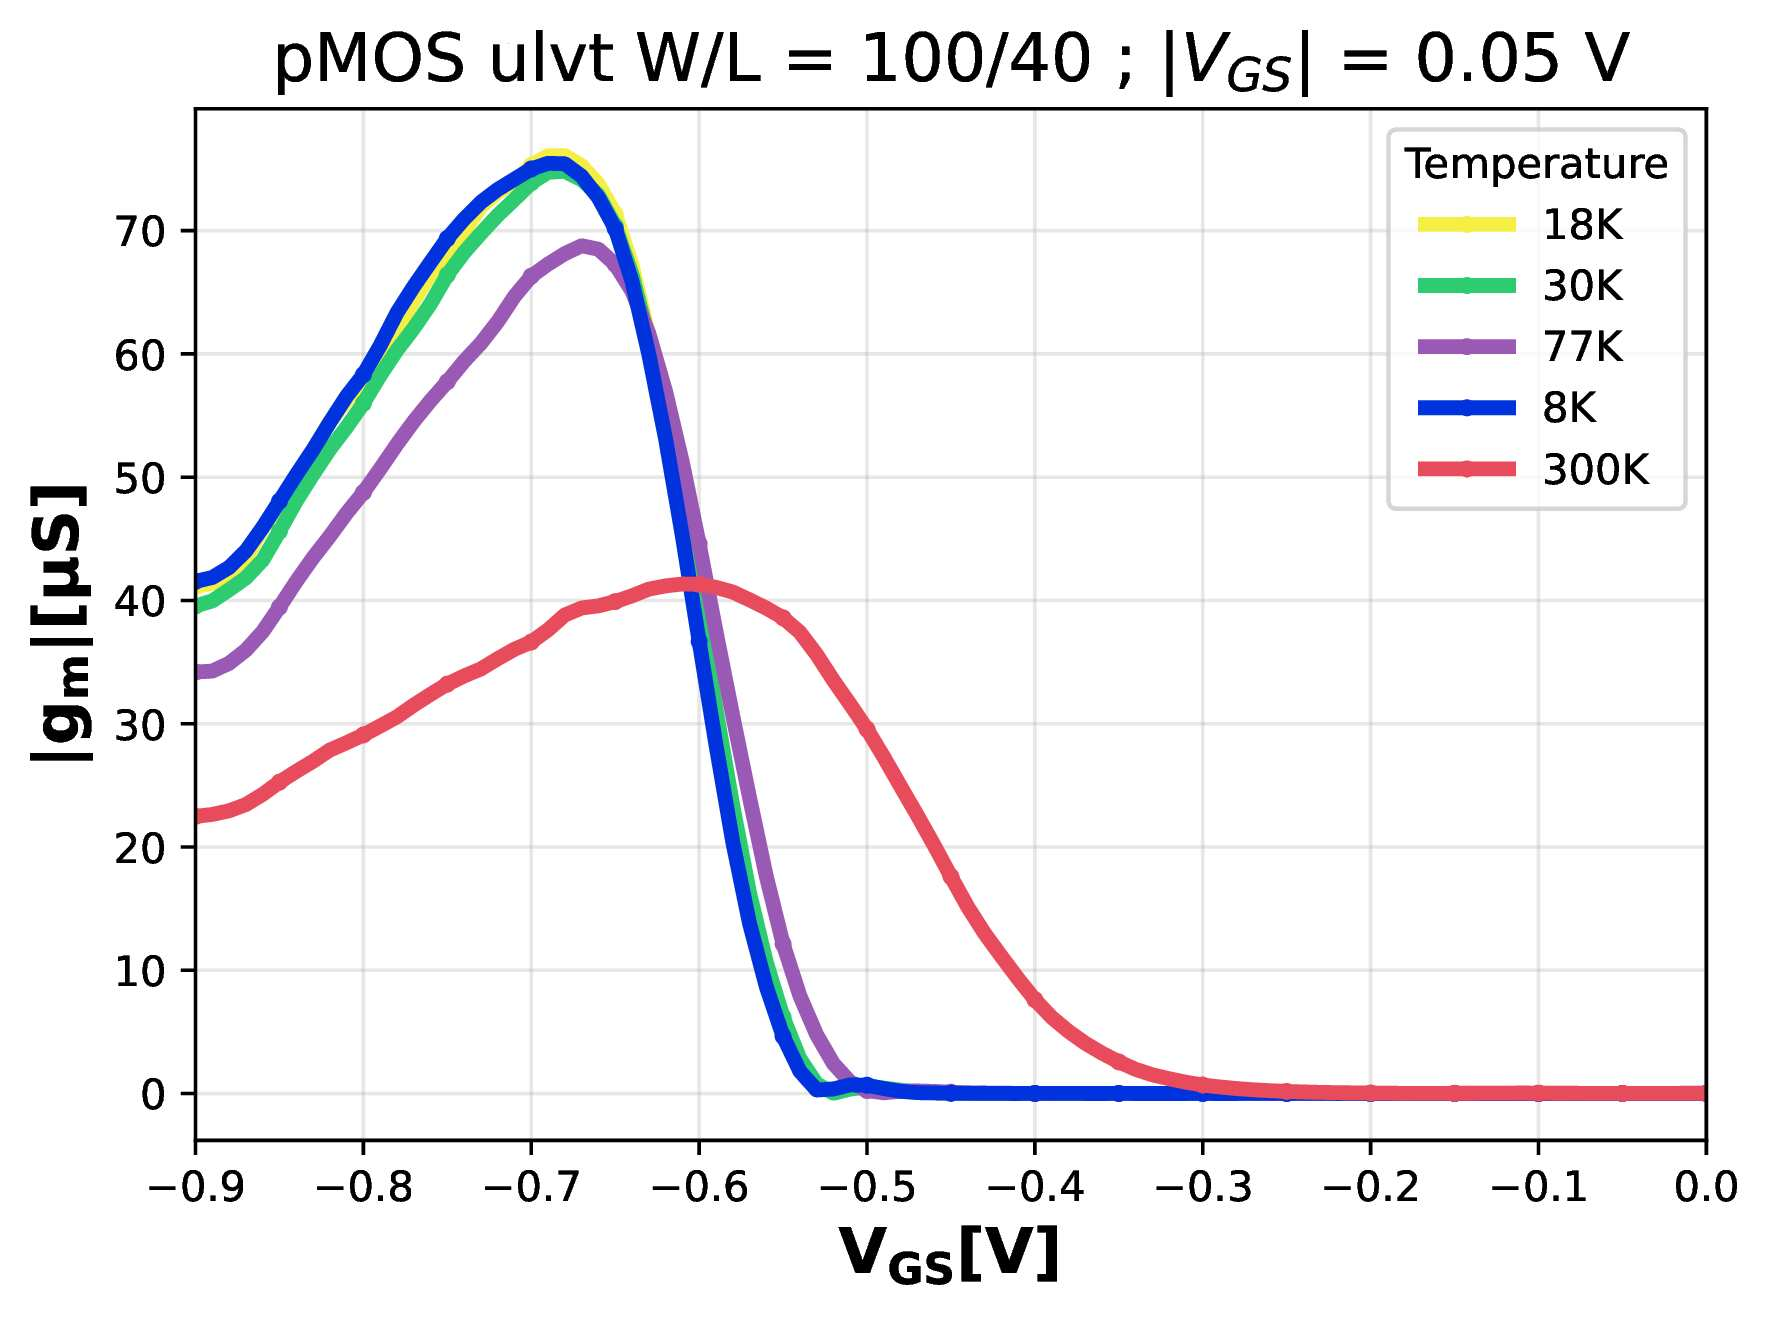 pMOS ulvt W/L = 100/40 ; |V_GS| = 0.05 V
Temperature
18K
30K
77K
8K
300K
|gₘ|[µS]
70
60
50
40
30
20
10
0
−0.9 −0.8 −0.7 −0.6 −0.5 −0.4 −0.3 −0.2 −0.1 0.0
V_GS[V]